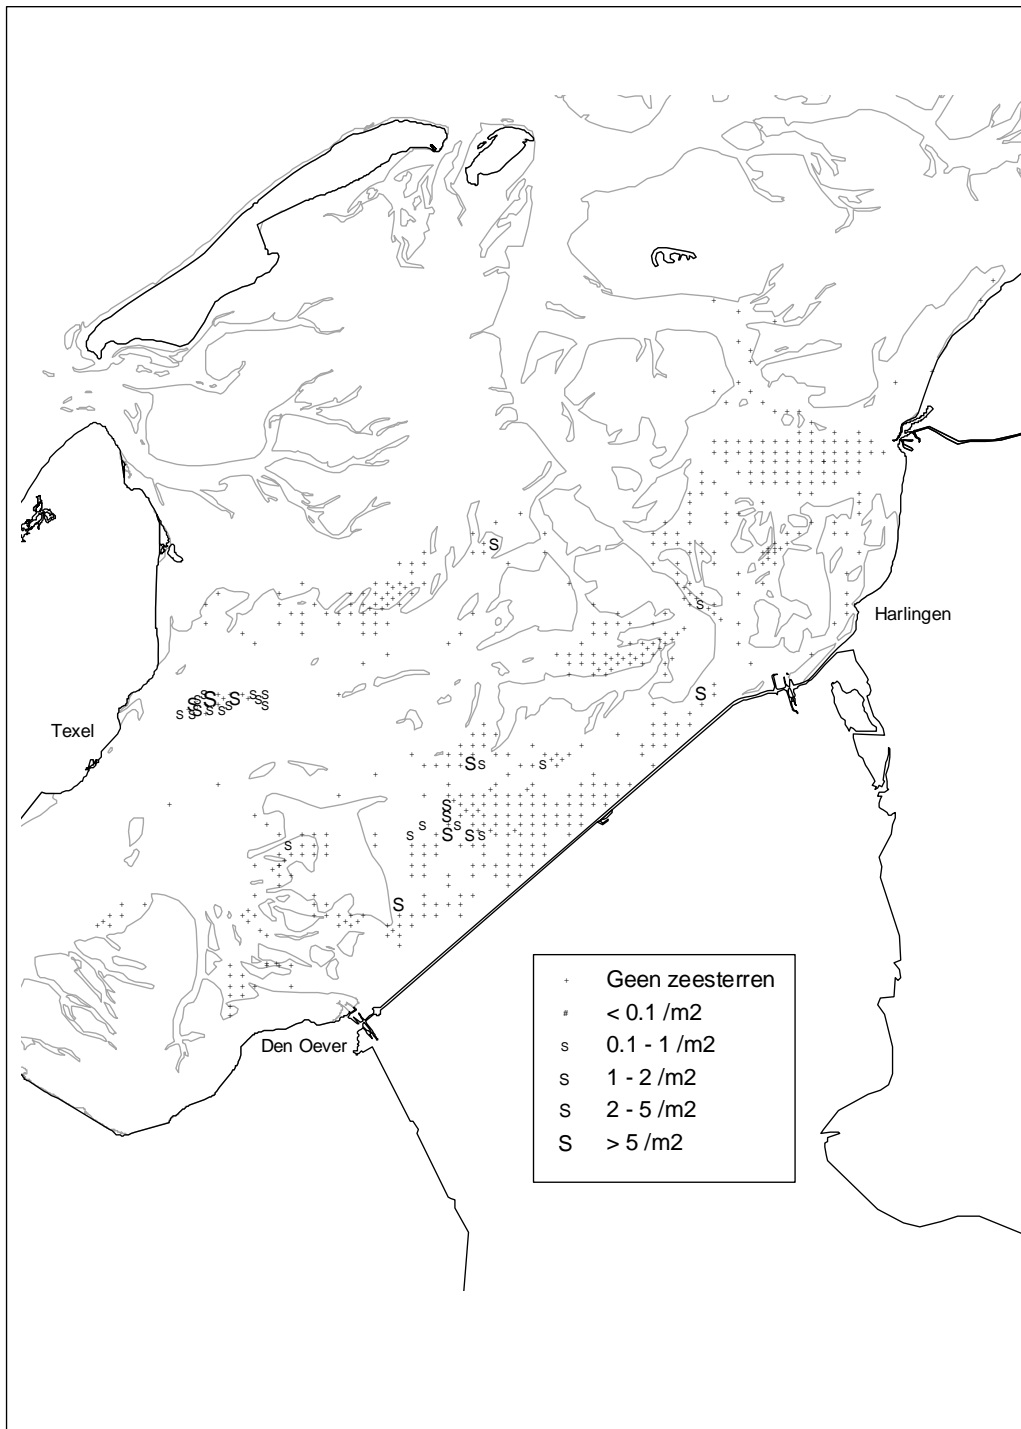 Harlingen
Texel
Den Oever
+ Geen zeesterren
# < 0.1 /m2
S 0.1 - 1 /m2
S 1 - 2 /m2
S 2 - 5 /m2
S > 5 /m2